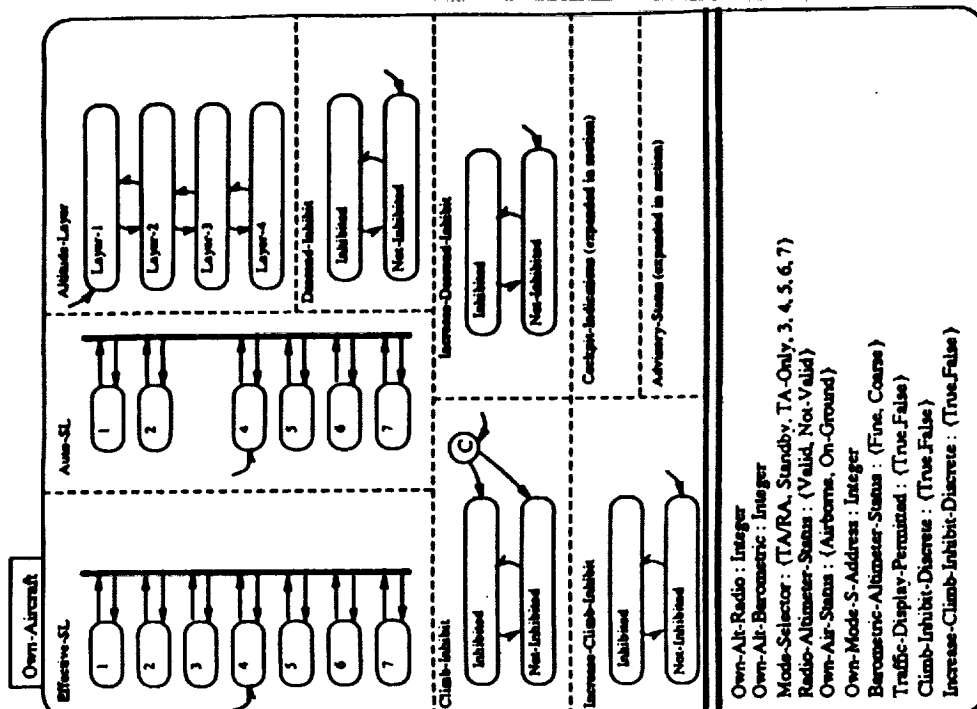 Own-Aircraft
Effective-SL
1
2
3
4
5
6
7
Auto-SL
1
2
4
5
6
7
Altitude-Layer
Layer-1
Layer-2
Layer-3
Layer-4
Descend-Inhibit
Inhibited
Not-Inhibited
Climb-Inhibit
C
Inhibited
Not-Inhibited
Increase-Descend-Inhibit
Inhibited
Not-Inhibited
Increase-Climb-Inhibit
Inhibited
Not-Inhibited
Cockpit-Indications (expanded in section)
Advisory-Status (expanded in section)
Own-Alt-Radio : Integer
Own-Alt-Barometric : Integer
Mode-Selector : {TA/RA, Standby, TA-Only, 3, 4, 5, 6, 7}
Radio-Altimeter-Status : {Valid, Not-Valid}
Own-Air-Status : {Airborne, On-Ground}
Own-Mode-S-Address : Integer
Barometric-Altimeter-Status : {Fine, Coarse}
Traffic-Display-Permitted : {True,False}
Climb-Inhibit-Discrete : {True,False}
Increase-Climb-Inhibit-Discrete : {True,False}